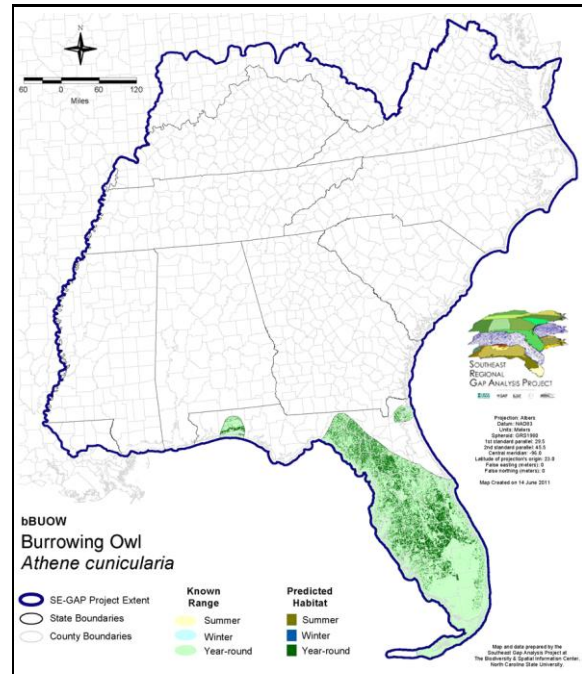 N
60 30 0 60 120
Miles
SOUTHEAST
REGIONAL
GAP ANALYSIS PROJECT
Projection: Albers
Datum: NAD83
Units: Meters
Spheroid: GRS1980
1st standard parallel: 29.5
2nd standard parallel: 45.5
Central meridian: -96.0
Latitude of projection's origin: 23.0
False easting (meters): 0
False northing (meters): 0
Map Created on 14 June 2011
bBUOW
Burrowing Owl
Athene cunicularia
SE-GAP Project Extent
State Boundaries
County Boundaries
Known
Range
Summer
Winter
Year-round
Predicted
Habitat
Summer
Winter
Year-round
Map and data prepared by the
Southeast Gap Analysis Project at
The Biodiversity & Spatial Information Center,
North Carolina State University.